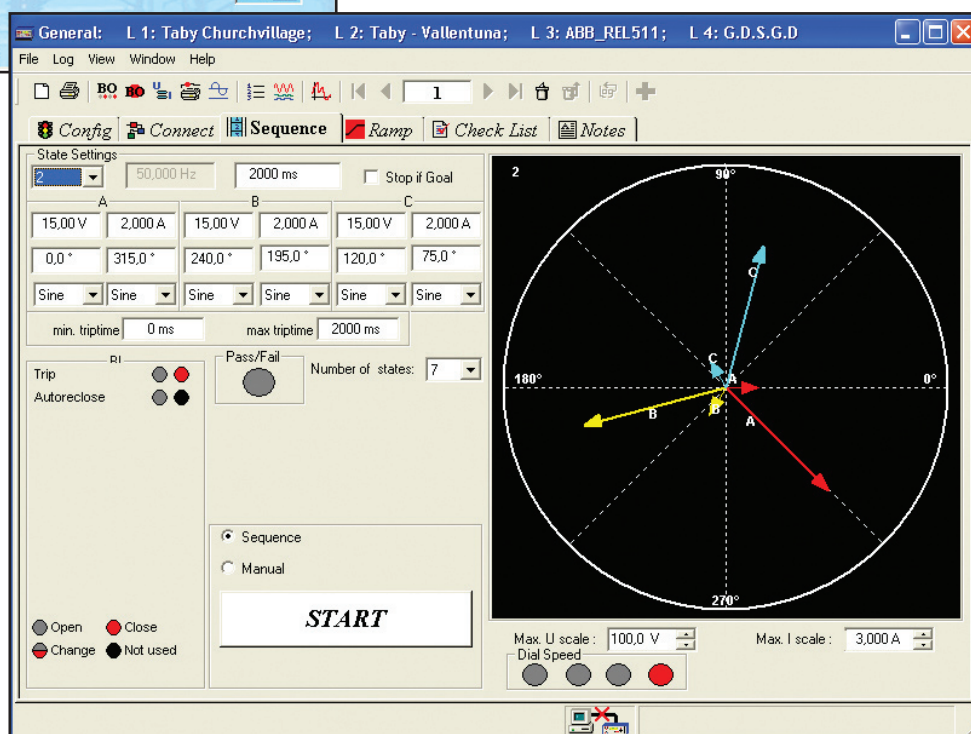 General: L 1: Taby Churchvillage; L 2: Taby - Vallentuna; L 3: ABB_REL511; L 4: G.D.S.G.D
File Log View Window Help
BO BO 1
Config Connect Sequence Ramp Check List Notes
State Settings
2 50,000 Hz 2000 ms Stop if Goal
A B C
15,00 V 2,000 A 15,00 V 2,000 A 15,00 V 2,000 A
0,0 ° 315,0 ° 240,0 ° 195,0 ° 120,0 ° 75,0 °
Sine Sine Sine Sine Sine Sine
min. triptime 0 ms max triptime 2000 ms
Pass/Fail
Number of states: 7
Trip
Autoreclose
Sequence
Manual
START
Open Close
Change Not used
2
90°
C
C
180° A 0°
B B A
270°
Max. U scale : 100,0 V Max. I scale : 3,000 A
Dial Speed